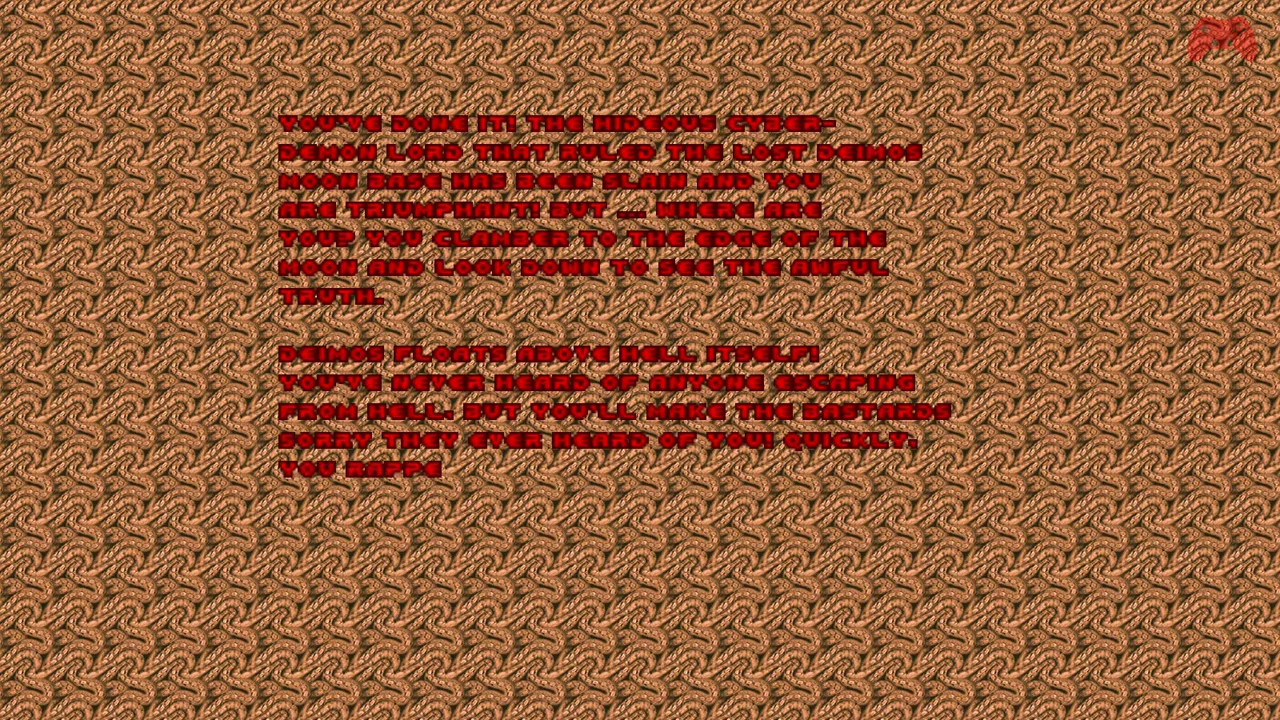 YOU'VE DONE IT! THE HIDEOUS CYBER-
DEMON LORD THAT RULED THE LOST DEIMOS
MOON BASE HAS BEEN SLAIN AND YOU
ARE TRIUMPHANT! BUT ... WHERE ARE
YOU? YOU CLAMBER TO THE EDGE OF THE
MOON AND LOOK DOWN TO SEE THE AWFUL
TRUTH.
DEIMOS FLOATS ABOVE HELL ITSELF!
YOU'VE NEVER HEARD OF ANYONE ESCAPING
FROM HELL, BUT YOU'LL MAKE THE BASTARDS
SORRY THEY EVER HEARD OF YOU! QUICKLY,
YOU RAPPE